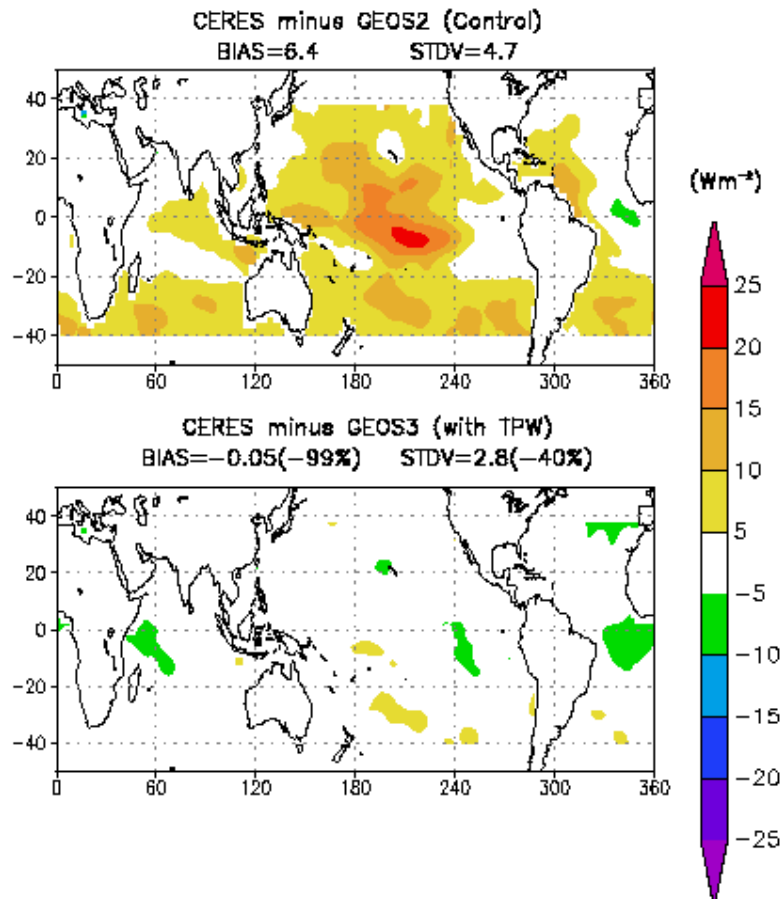 CERES minus GEOS2 (Control)
BIAS=6.4 STDV=4.7
40
20
0
−20
−40
0 60 120 180 240 300 360
CERES minus GEOS3 (with TPW)
BIAS=−0.05(−99%) STDV=2.8(−40%)
40
20
0
−20
−40
0 60 120 180 240 300 360
(Wm⁻²)
25
20
15
10
5
−5
−10
−15
−20
−25